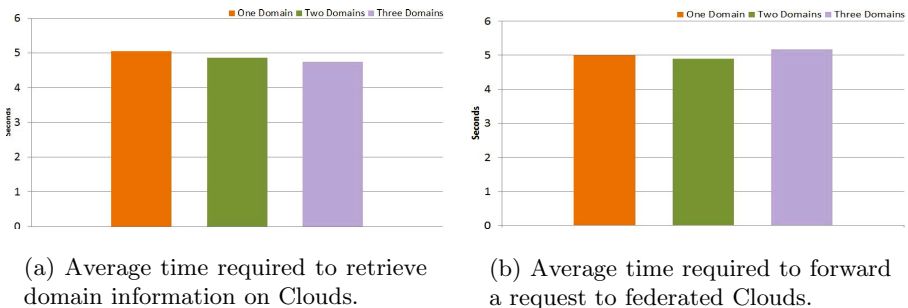 One Domain Two Domains Three Domains
6
5
4
3
2
1
0
Seconds
(a) Average time required to retrieve
domain information on Clouds.
One Domain Two Domains Three Domains
6
5
4
3
2
1
0
Seconds
(b) Average time required to forward
a request to federated Clouds.